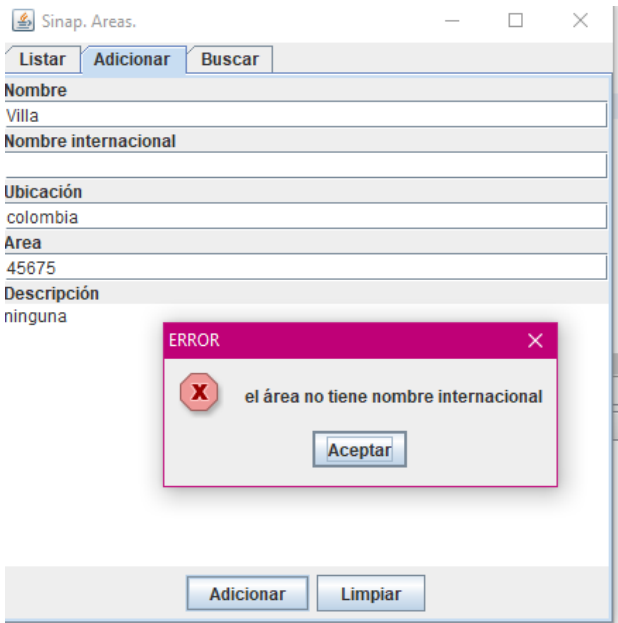 Sinap. Areas.
Listar Adicionar Buscar
Nombre
Villa
Nombre internacional
Ubicación
colombia
Area
45675
Descripción
ninguna
ERROR
el área no tiene nombre internacional
Aceptar
Adicionar Limpiar